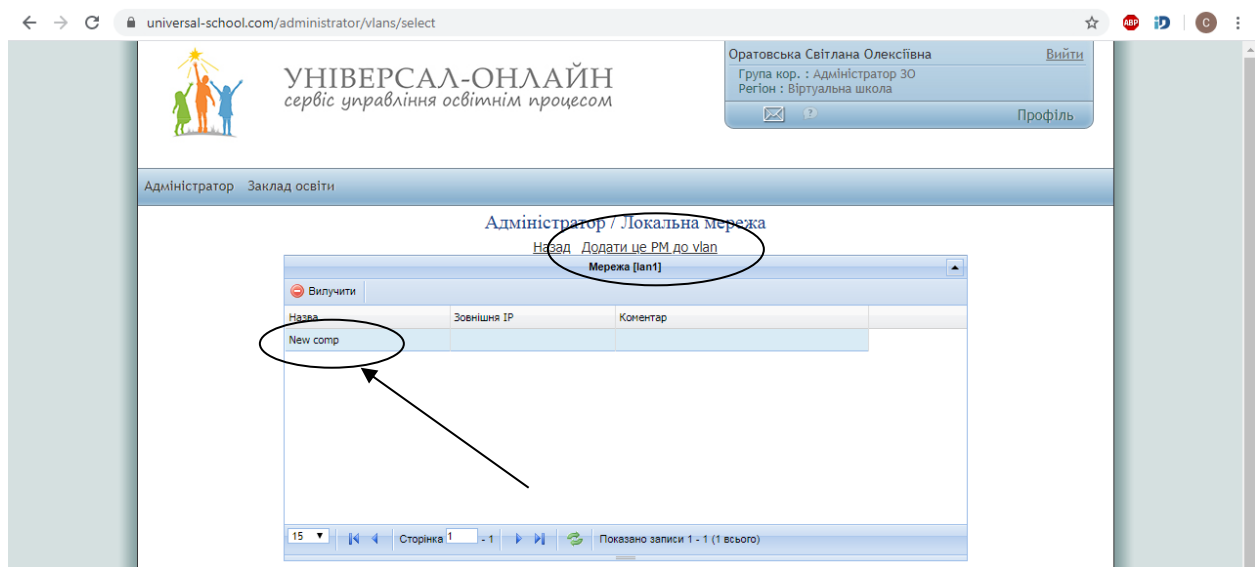 universal-school.com/administrator/vlans/select
ABP
C
УНІВЕРСАЛ-ОНЛАЙН
сервіс управління освітнім процесом
Оратовська Світлана Олексіївна Вийти
Група кор. : Адміністратор ЗО
Регіон : Віртуальна школа
? Профіль
Адміністратор Заклад освіти
Адміністратор / Локальна мережа
Назад Додати це РМ до vlan
Мережа [lan1]
Вилучити
Назва Зовнішня IP Коментар
New comp
15 Сторінка 1 - 1 Показано записи 1 - 1 (1 всього)